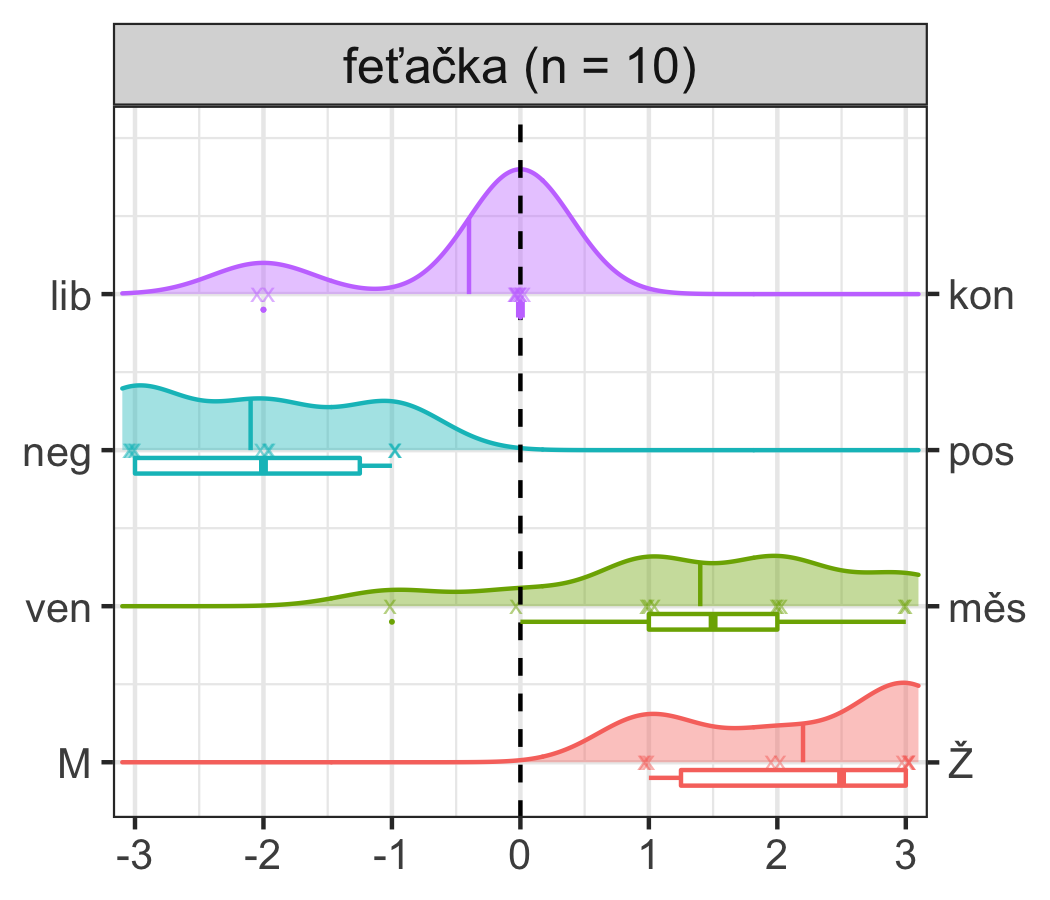 feťačka (n = 10)
lib kon
neg pos
ven měs
M Ž
-3 -2 -1 0 1 2 3